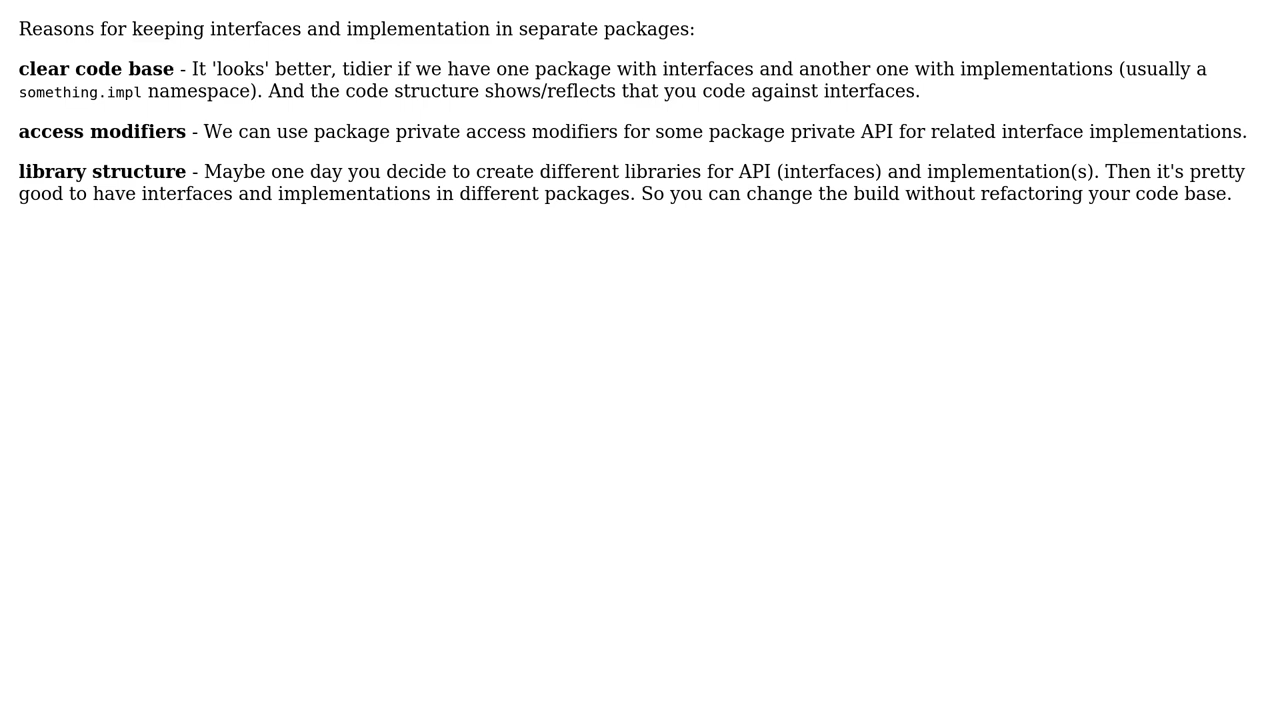 Reasons for keeping interfaces and implementation in separate packages:
clear code base - It 'looks' better, tidier if we have one package with interfaces and another one with implementations (usually a
something.impl namespace). And the code structure shows/reflects that you code against interfaces.
access modifiers - We can use package private access modifiers for some package private API for related interface implementations.
library structure - Maybe one day you decide to create different libraries for API (interfaces) and implementation(s). Then it's pretty
good to have interfaces and implementations in different packages. So you can change the build without refactoring your code base.